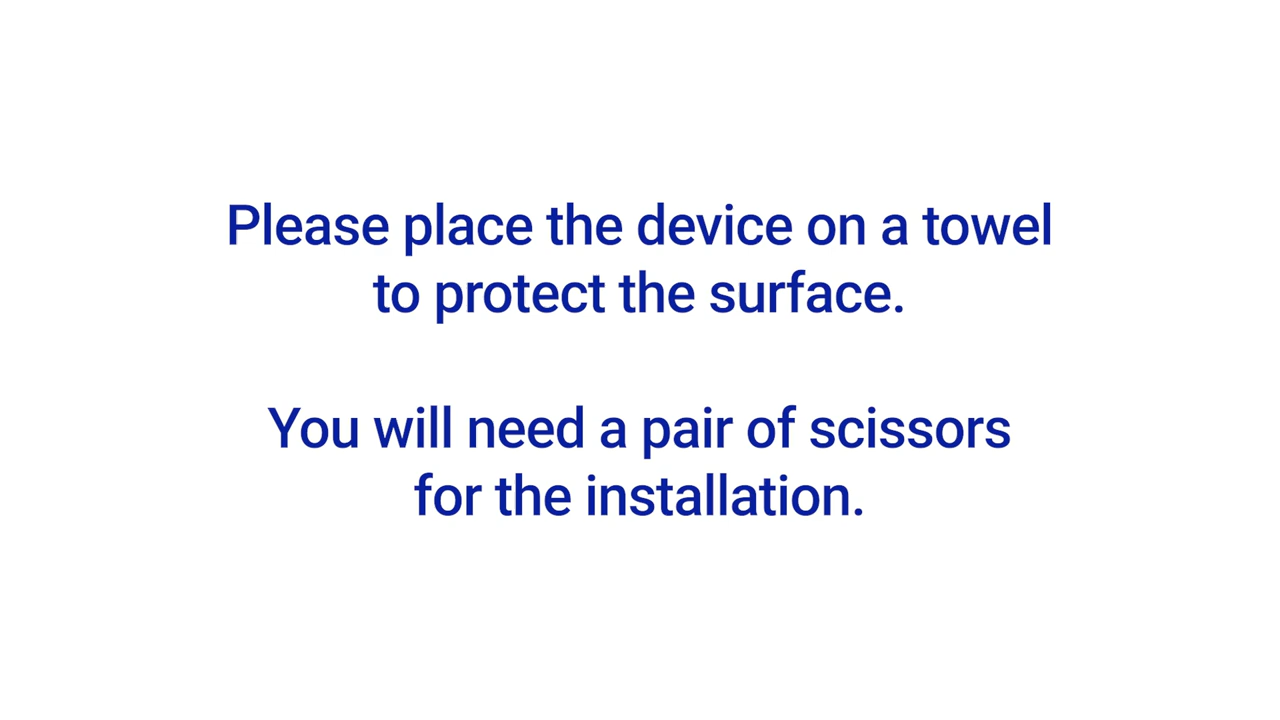 Please place the device on a towel
to protect the surface.
You will need a pair of scissors
for the installation.